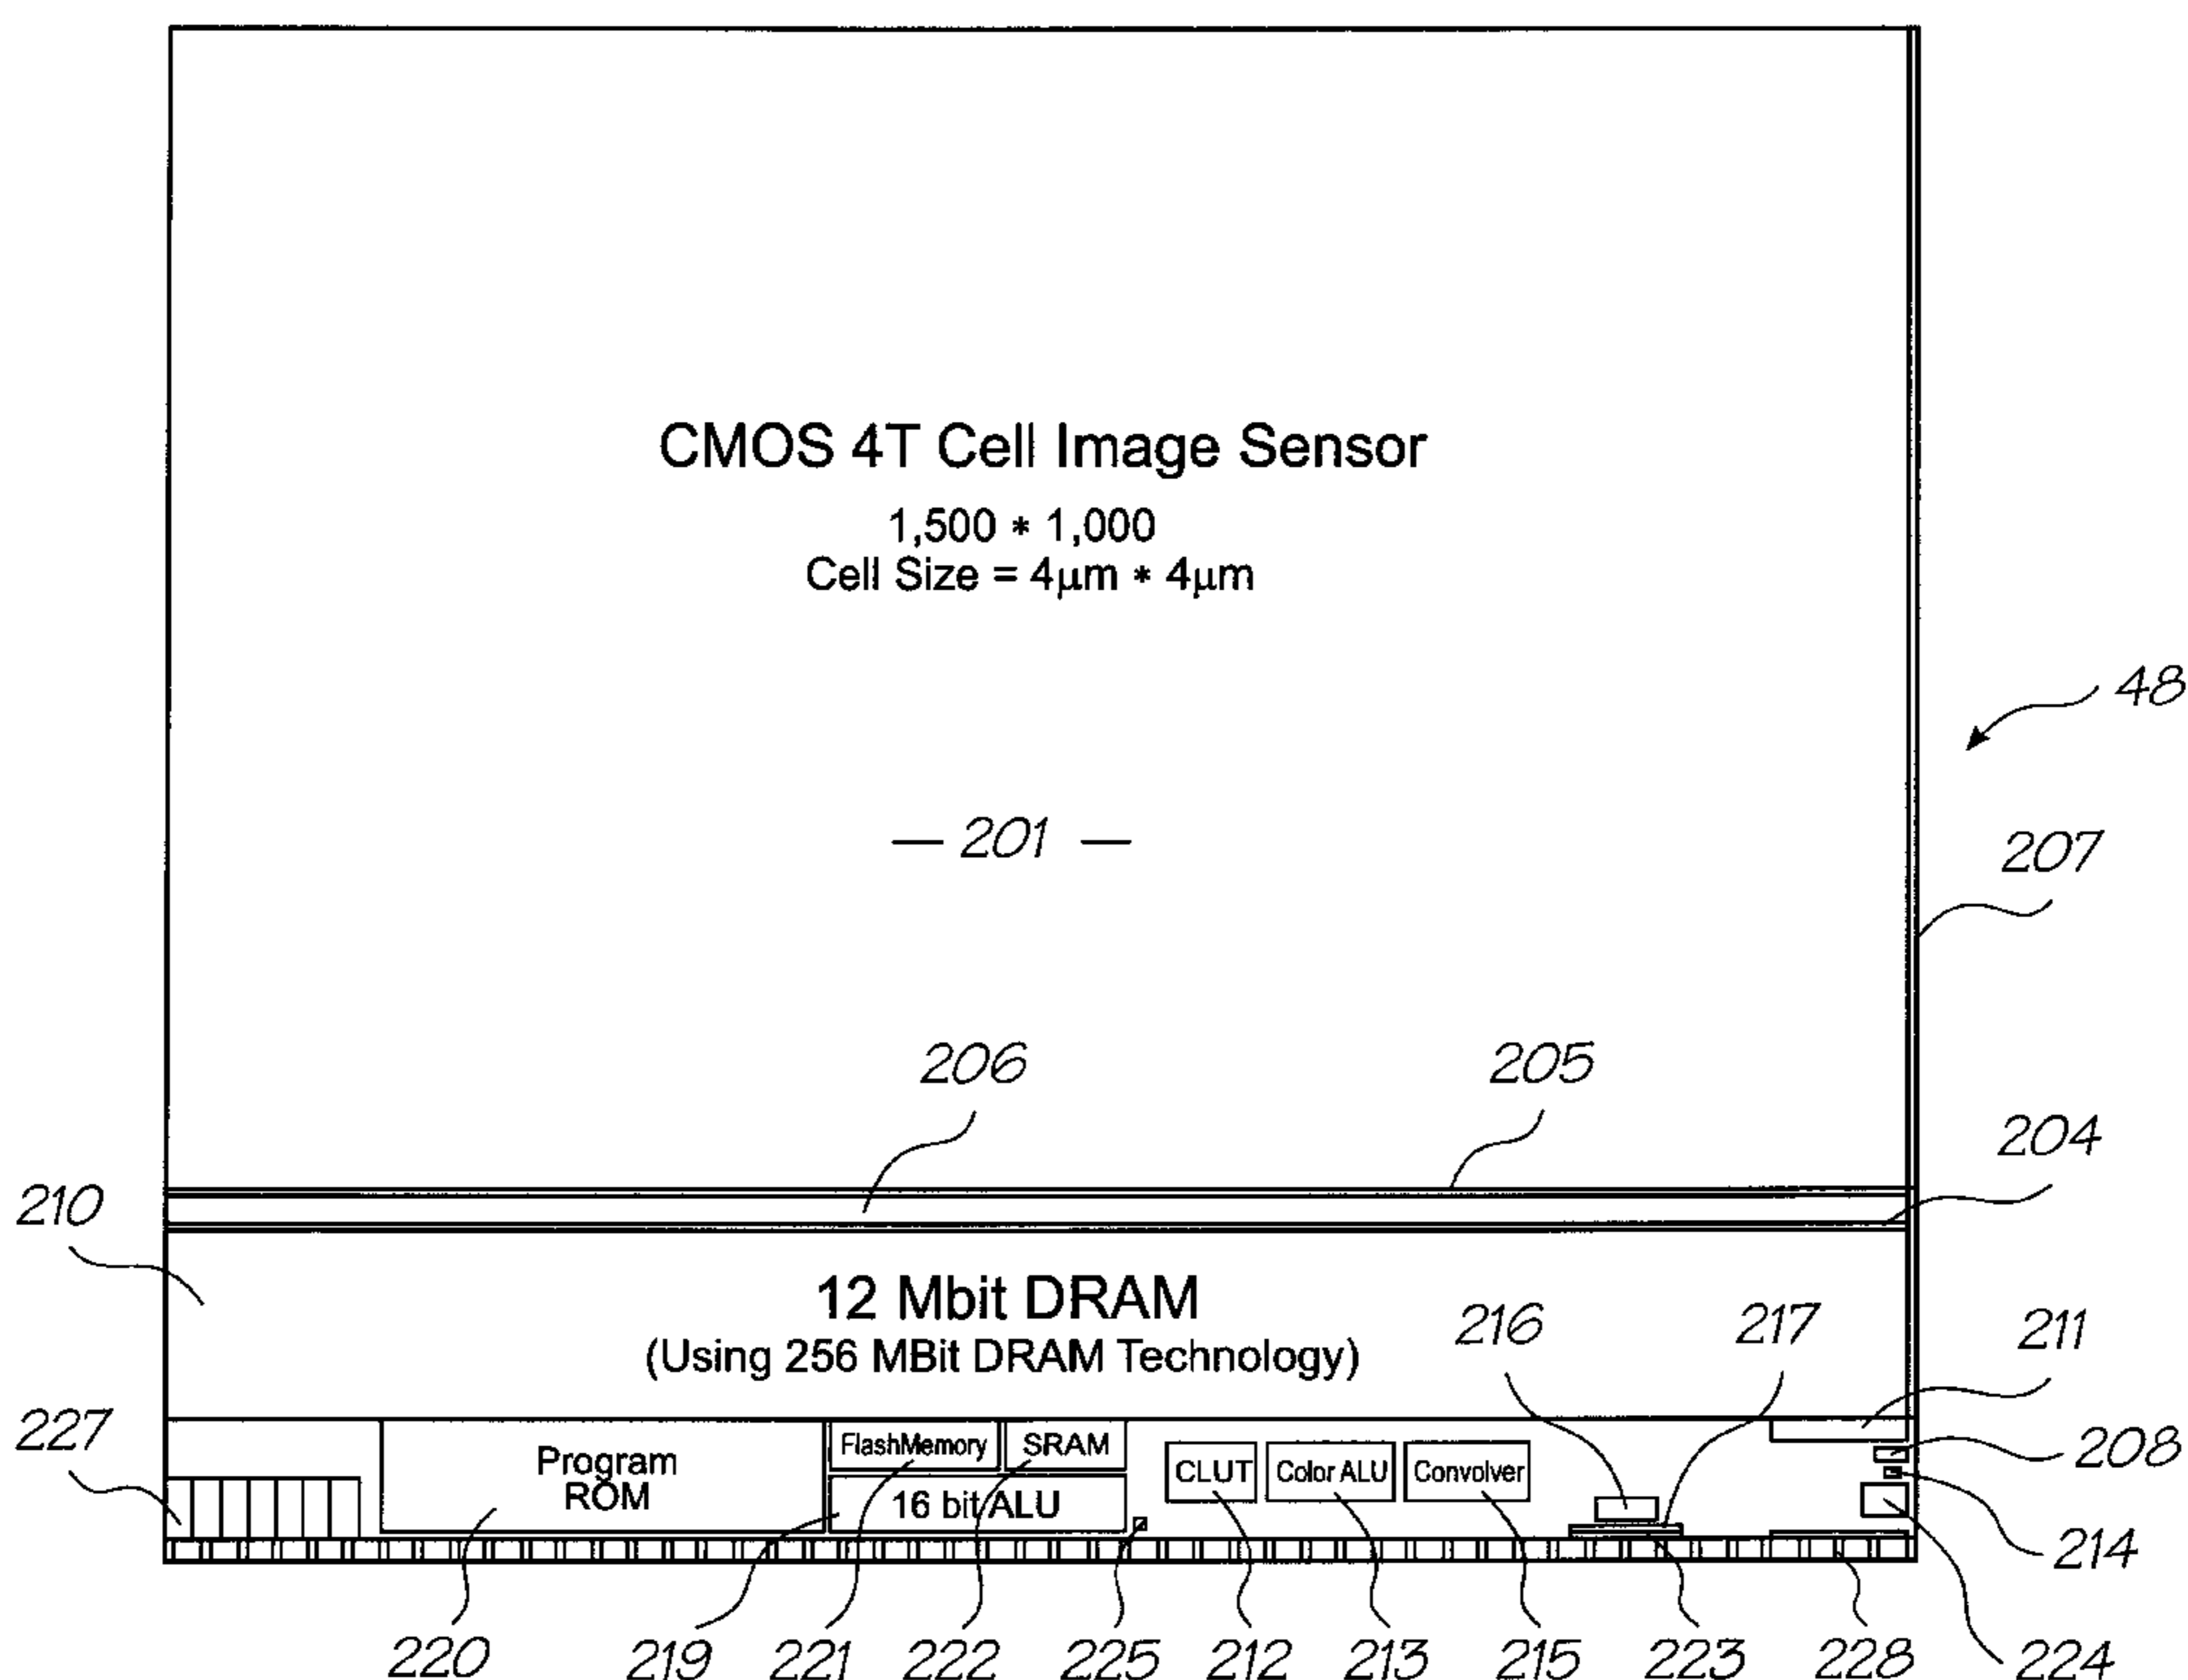 CMOS 4T Cell Image Sensor
1,500 * 1,000
Cell Size = 4μm * 4μm
48
— 201 —
207
206
205
204
210
12 Mbit DRAM
(Using 256 MBit DRAM Technology)
216
217
211
227
Program
ROM
FlashMemory
SRAM
16 bit ALU
CLUT
Color ALU
Convolver
208
214
220
219
221
222
225
212
213
215
223
228
224